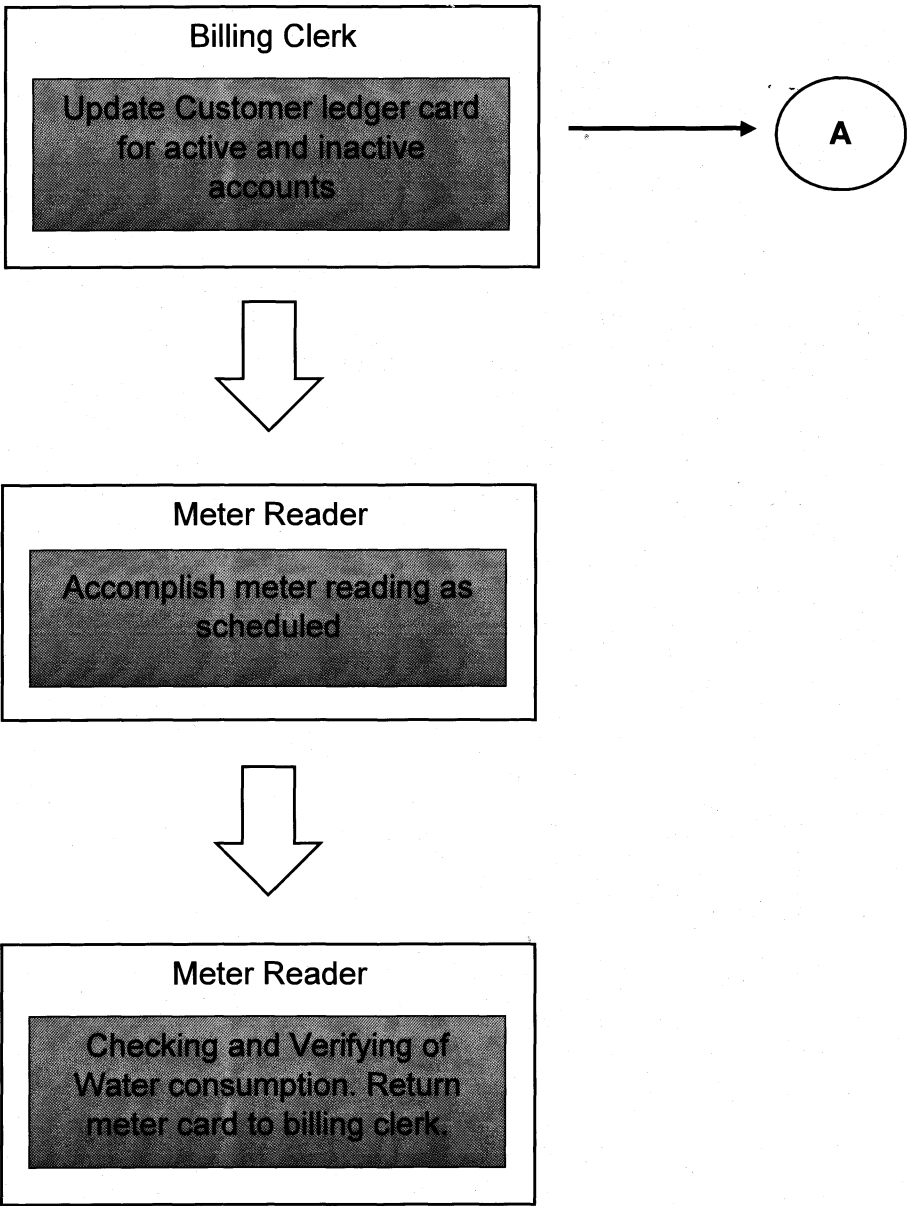 Billing Clerk
Update Customer ledger card
for active and inactive
accounts
A
Meter Reader
Accomplish meter reading as
scheduled
Meter Reader
Checking and Verifying of
Water consumption. Return
meter card to billing clerk.